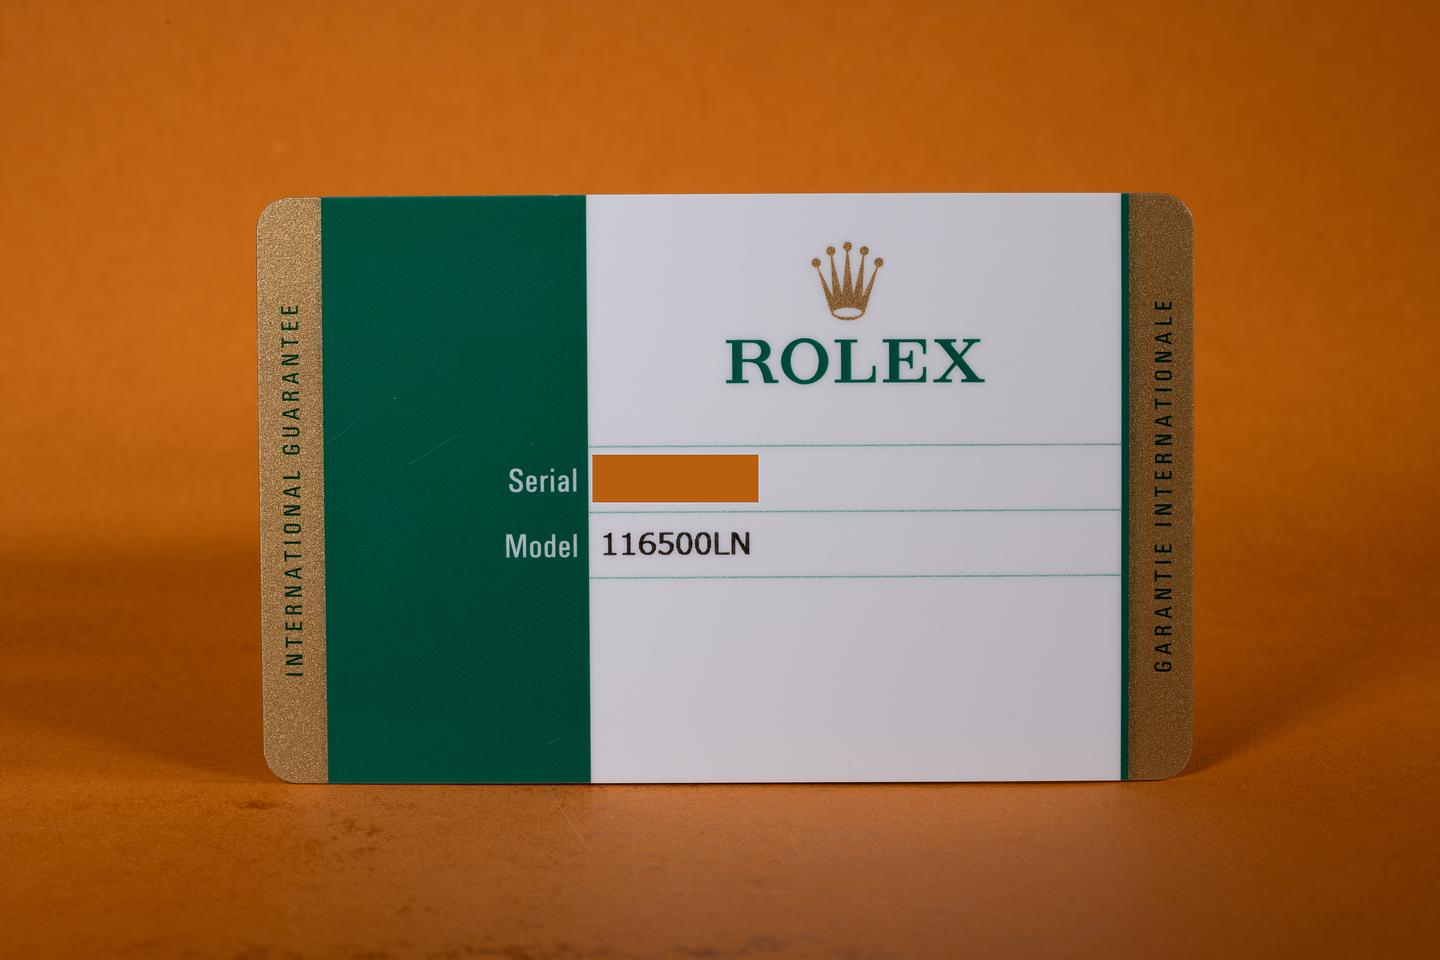 INTERNATIONAL GUARANTEE
ROLEX
Serial
Model 116500LN
GARANTIE INTERNATIONALE